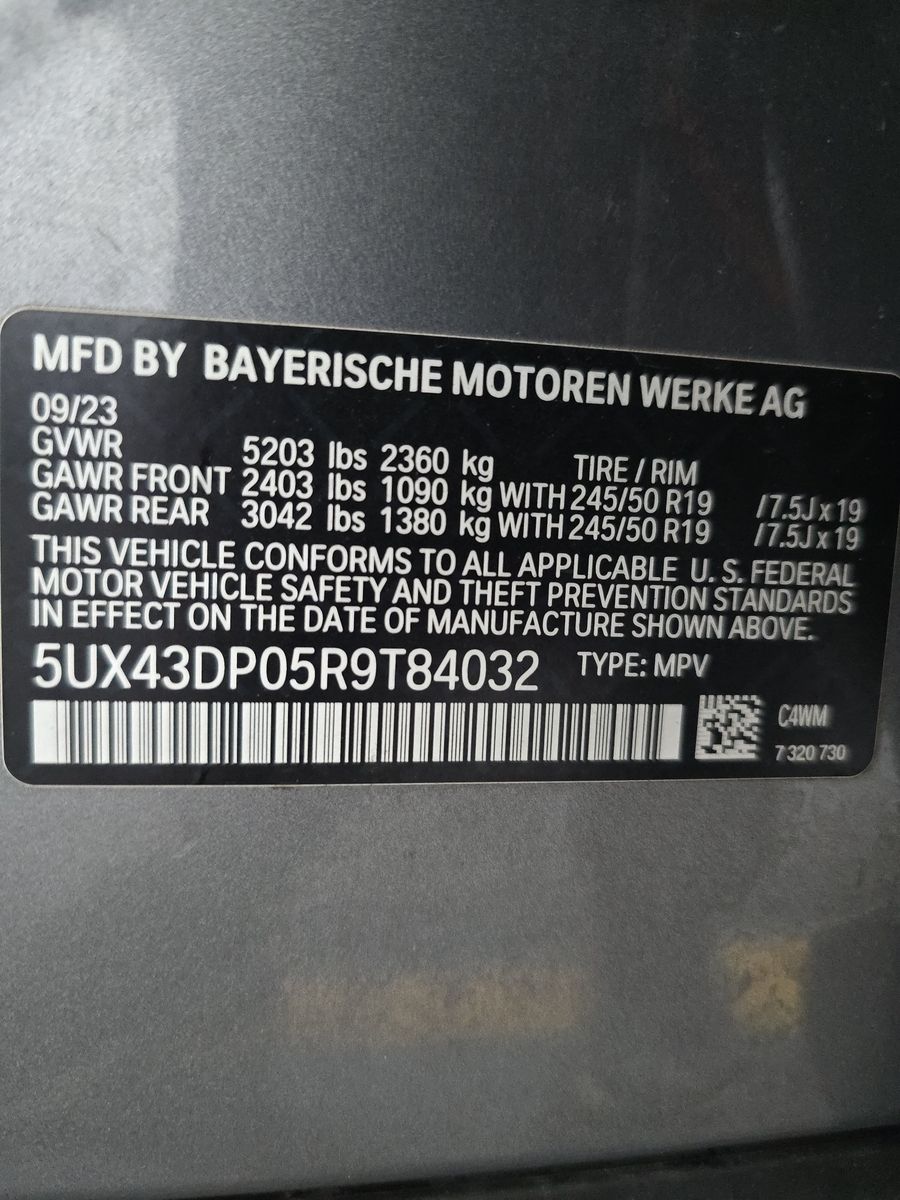 MFD BY BAYERISCHE MOTOREN WERKE AG
09/23
GVWR 5203 lbs 2360 kg TIRE / RIM
GAWR FRONT 2403 lbs 1090 kg WITH 245/50 R19 /7.5J x 19
GAWR REAR 3042 lbs 1380 kg WITH 245/50 R19 /7.5J x 19
THIS VEHICLE CONFORMS TO ALL APPLICABLE U. S. FEDERAL
MOTOR VEHICLE SAFETY AND THEFT PREVENTION STANDARDS
IN EFFECT ON THE DATE OF MANUFACTURE SHOWN ABOVE.
5UX43DP05R9T84032 TYPE: MPV
C4WM
7 320 730